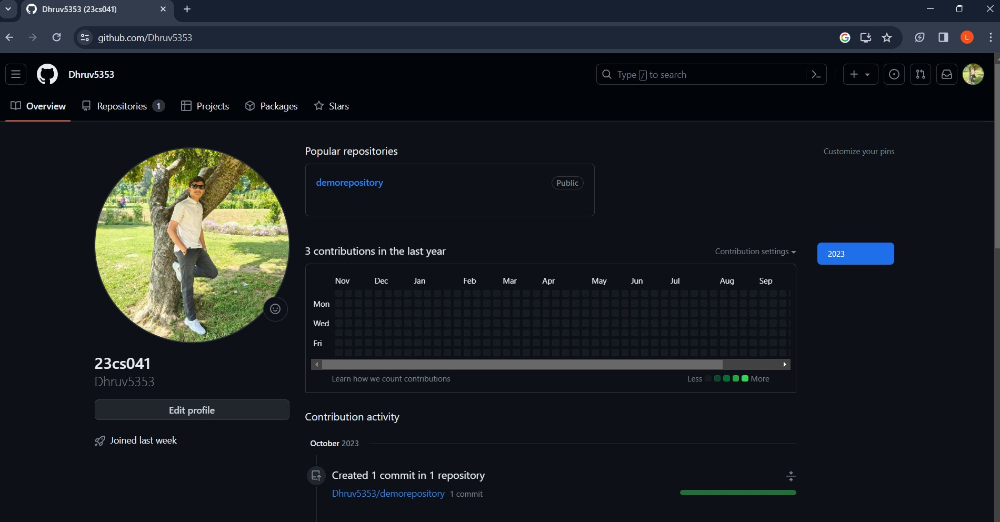 Dhruv5353 (23cs041)
github.com/Dhruv5353
L
Dhruv5353
Type / to search
Overview
Repositories 1
Projects
Packages
Stars
Popular repositories
Customize your pins
demorepository
Public
3 contributions in the last year
Contribution settings
2023
Nov Dec Jan Feb Mar Apr May Jun Jul Aug Sep
Mon
Wed
Fri
Learn how we count contributions
Less
More
23cs041
Dhruv5353
Edit profile
Joined last week
Contribution activity
October 2023
Created 1 commit in 1 repository
Dhruv5353/demorepository 1 commit